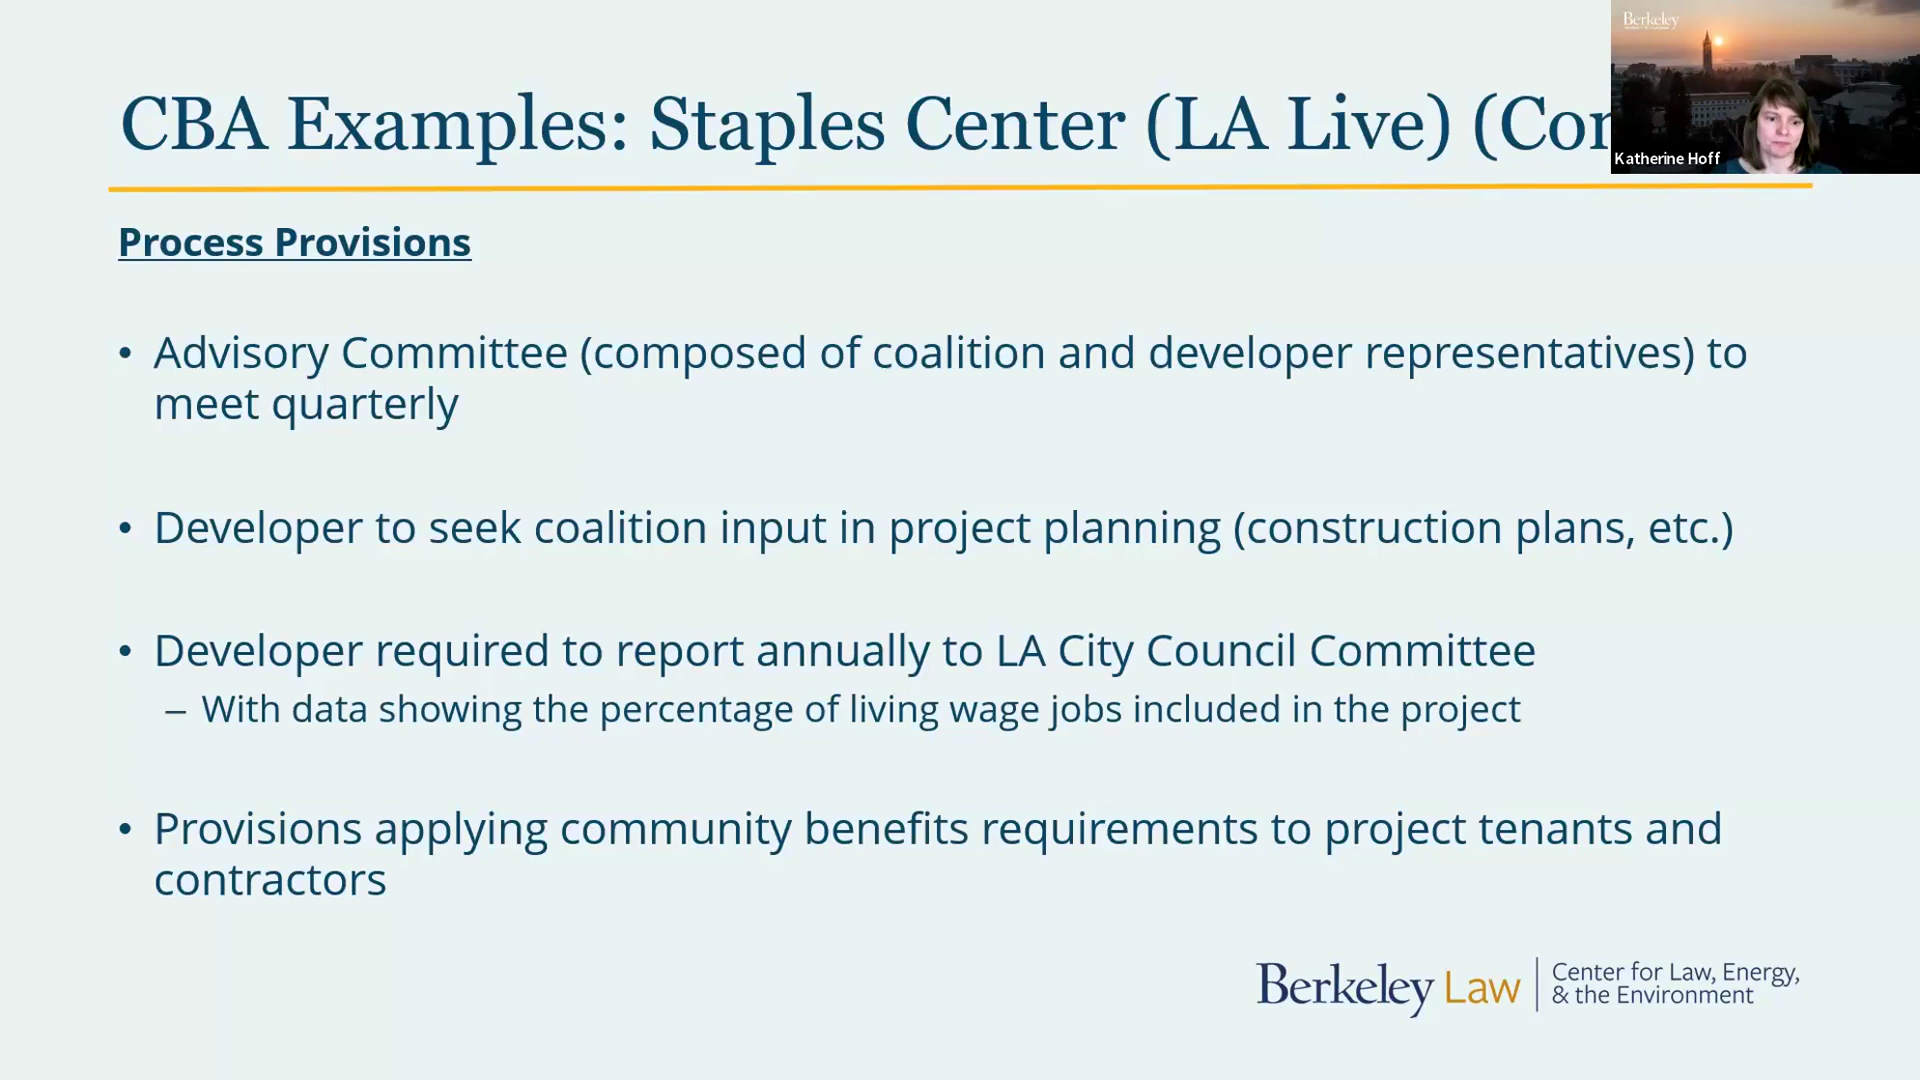 Berkeley
CBA Examples: Staples Center (LA Live) (Con
Katherine Hoff
Process Provisions
• Advisory Committee (composed of coalition and developer representatives) to
meet quarterly
• Developer to seek coalition input in project planning (construction plans, etc.)
• Developer required to report annually to LA City Council Committee
– With data showing the percentage of living wage jobs included in the project
• Provisions applying community benefits requirements to project tenants and
contractors
Berkeley Law
Center for Law, Energy,
& the Environment